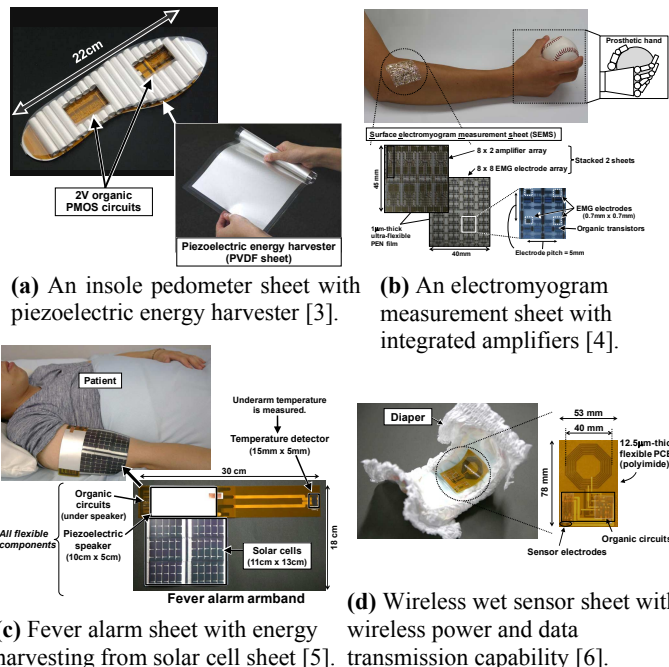 22cm
2V organic
PMOS circuits
Piezoelectric energy harvester
(PVDF sheet)
(a) An insole pedometer sheet with
piezoelectric energy harvester [3].
Prosthetic hand
Surface electromyogram measurement sheet (SEMS)
8 x 2 amplifier array
8 x 8 EMG electrode array
Stacked 2 sheets
45mm
1μm-thick
ultra-flexible
PEN film
40mm
EMG electrodes
(0.7mm x 0.7mm)
Organic transistors
Electrode pitch = 5mm
(b) An electromyogram
measurement sheet with
integrated amplifiers [4].
Patient
Underarm temperature
is measured.
Temperature detector
(15mm x 5mm)
30 cm
Organic
circuits
(under speaker)
All flexible
components
Piezoelectric
speaker
(10cm x 5cm)
Solar cells
(11cm x 13cm)
18 cm
Fever alarm armband
(c) Fever alarm sheet with energy
harvesting from solar cell sheet [5].
Diaper
53 mm
40 mm
78 mm
12.5μm-thick
flexible PCB
(polyimide)
Organic circuits
Sensor electrodes
(d) Wireless wet sensor sheet with
wireless power and data
transmission capability [6].